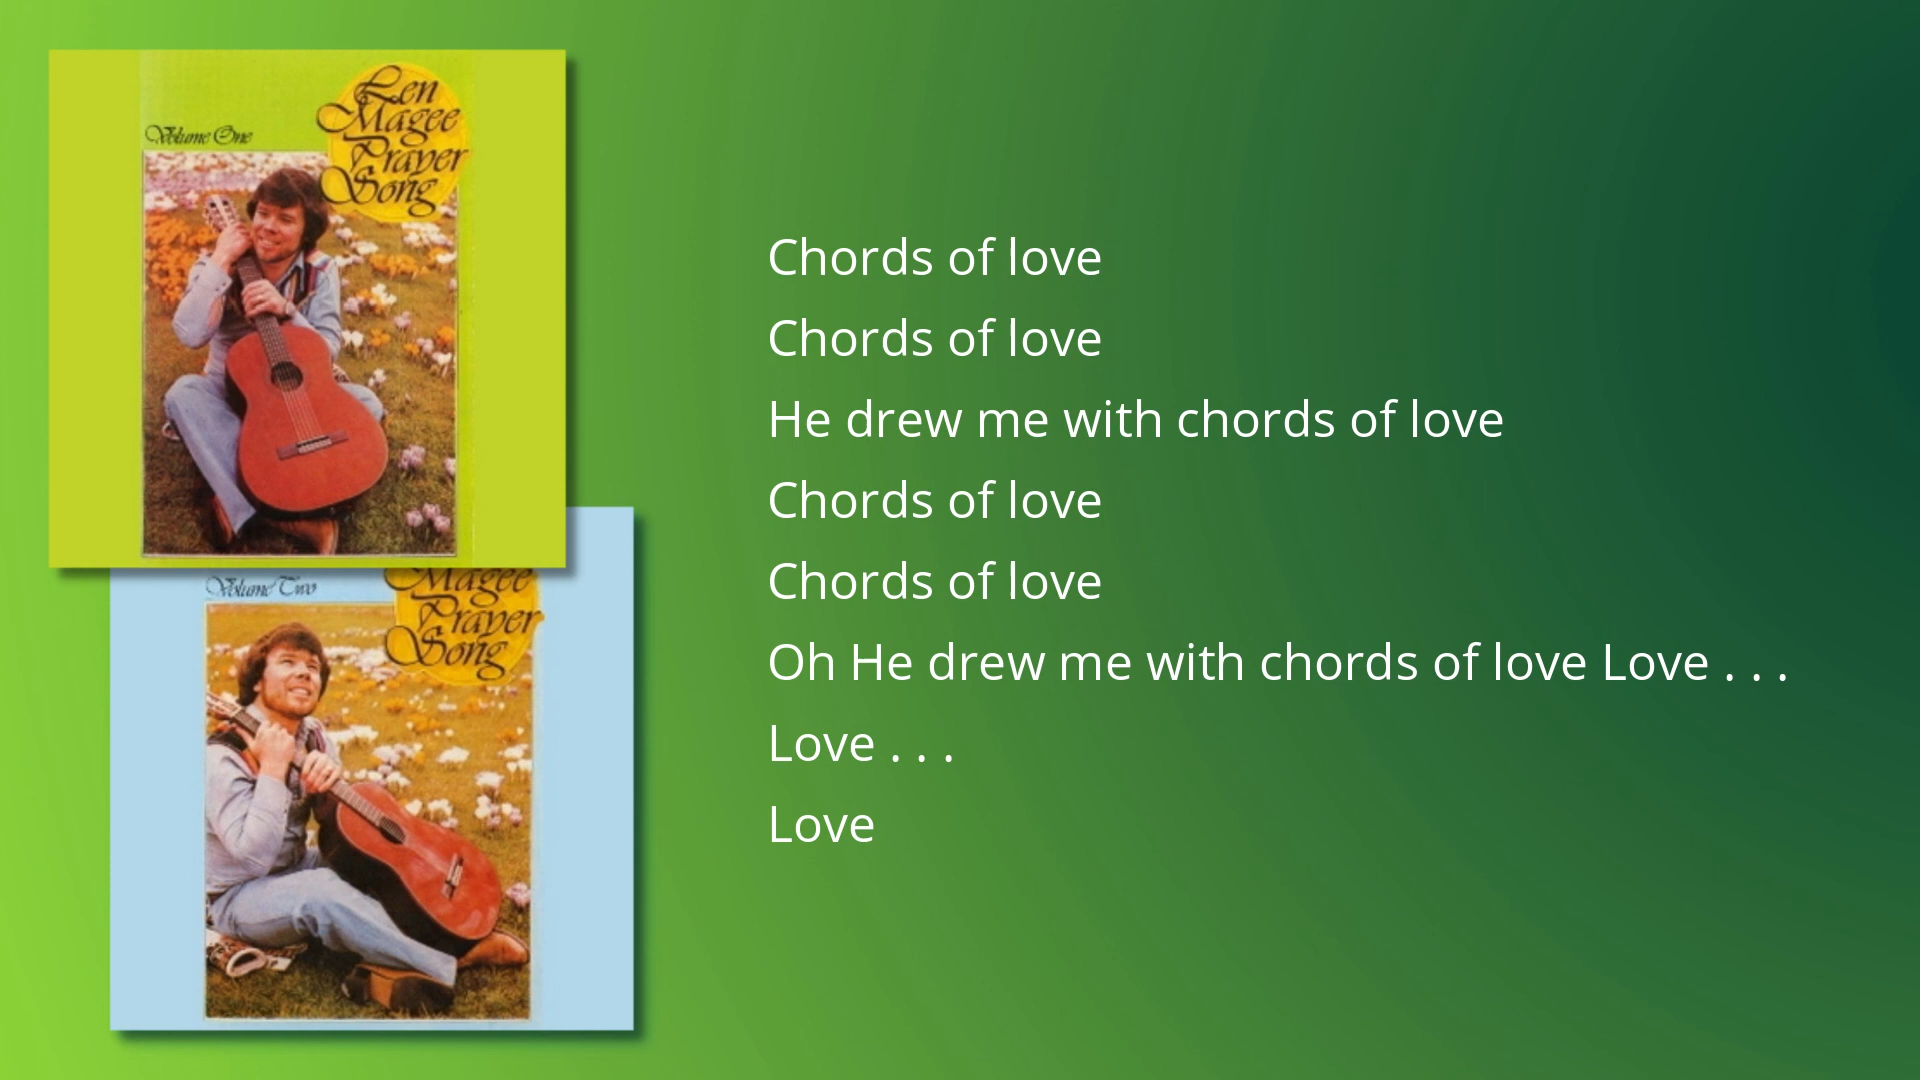 Len
Magee
Prayer
Song
Volume One
Magee
Prayer
Song
Volume Two
Chords of love
Chords of love
He drew me with chords of love
Chords of love
Chords of love
Oh He drew me with chords of love Love . . .
Love . . .
Love